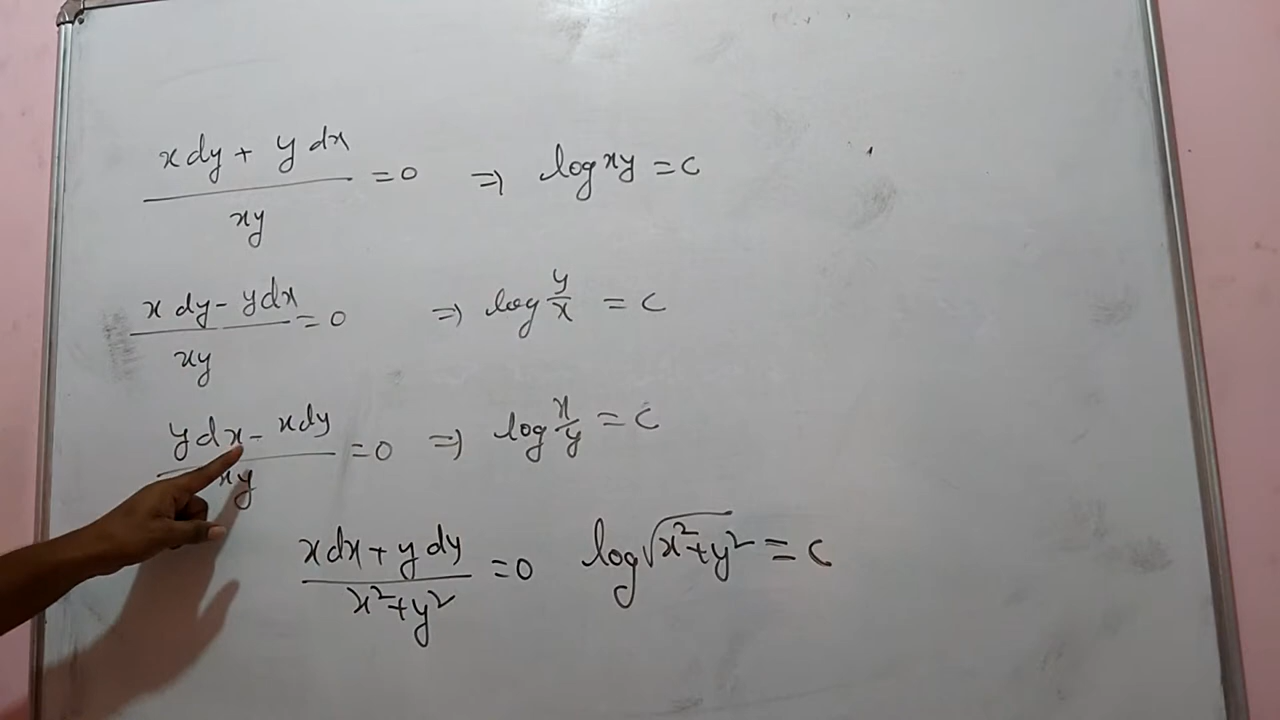 x dy + y dx / xy = 0 ⇒ log xy = c
x dy - y dx / xy = 0 ⇒ log y/x = c
y dx - x dy / xy = 0 ⇒ log x/y = c
x dx + y dy / x² + y² = 0 log √x² + y² = c